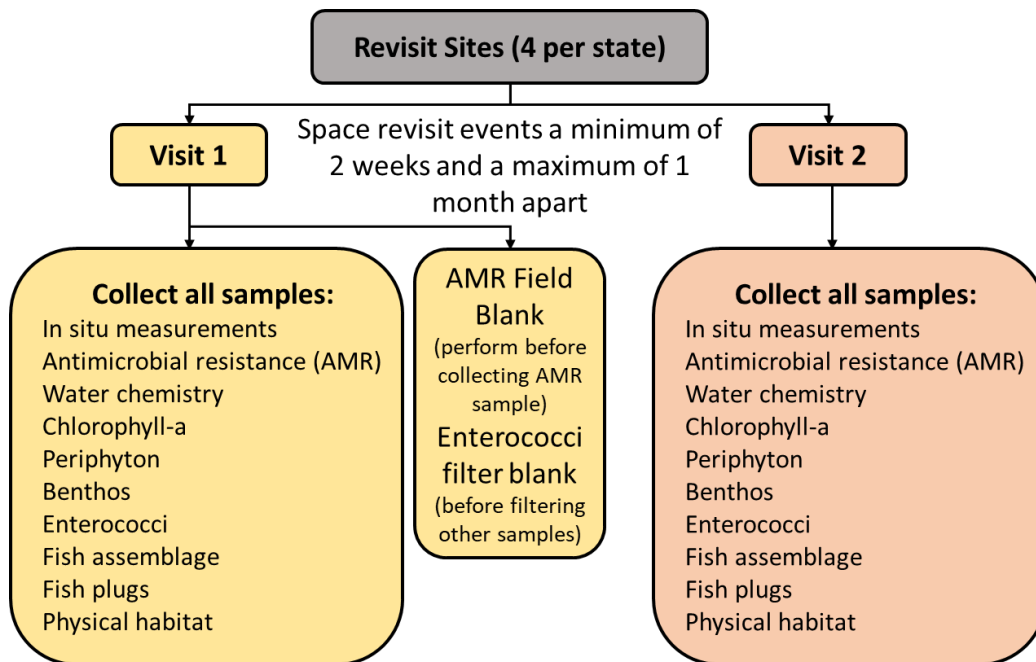 Revisit Sites (4 per state)
Visit 1
Space revisit events a minimum of
2 weeks and a maximum of 1
month apart
Visit 2
Collect all samples:
In situ measurements
Antimicrobial resistance (AMR)
Water chemistry
Chlorophyll-a
Periphyton
Benthos
Enterococci
Fish assemblage
Fish plugs
Physical habitat
AMR Field
Blank
(perform before
collecting AMR
sample)
Enterococci
filter blank
(before filtering
other samples)
Collect all samples:
In situ measurements
Antimicrobial resistance (AMR)
Water chemistry
Chlorophyll-a
Periphyton
Benthos
Enterococci
Fish assemblage
Fish plugs
Physical habitat